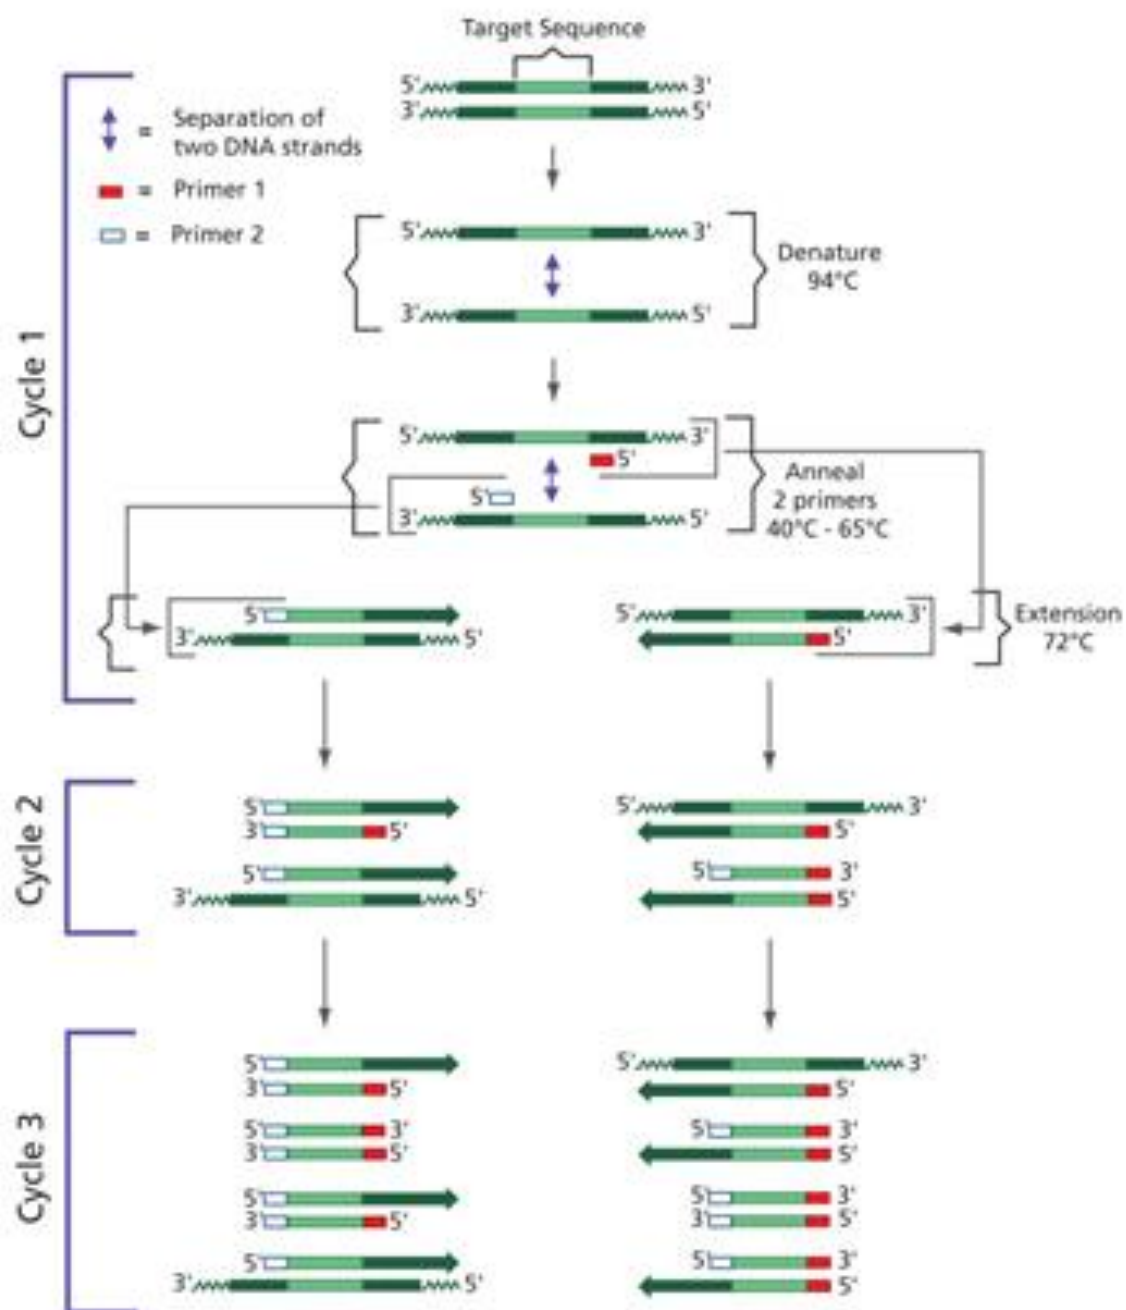 Target Sequence
5' 3'
3' 5'
= Separation of
two DNA strands
= Primer 1
= Primer 2
Cycle 1
5' 3'
Denature
94°C
3' 5'
5' 3'
5'
Anneal
2 primers
40°C - 65°C
5'
3' 5'
5'
3' 5'
5' 3'
5'
Extension
72°C
Cycle 2
5'
3' 5'
5'
3' 5'
5' 3'
5'
5' 3'
5'
Cycle 3
5'
3' 5'
5' 3'
3' 5'
5'
3' 5'
5'
3' 5'
5' 3'
5'
5' 3'
5'
5' 3'
3' 5'
5' 3'
5'